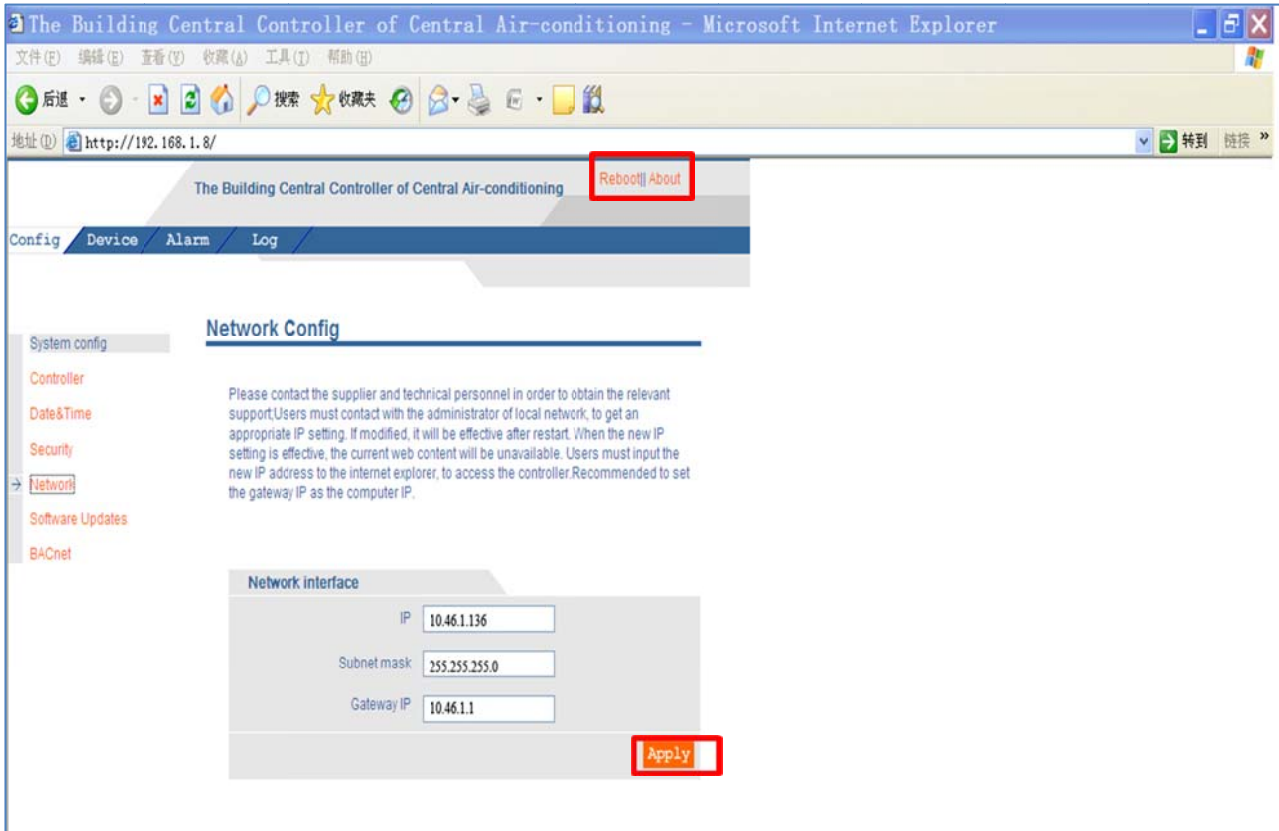 The Building Central Controller of Central Air-conditioning - Microsoft Internet Explorer
文件(F) 编辑(E) 查看(V) 收藏(A) 工具(T) 帮助(H)
后退 搜索 收藏夹
地址(D) http://192.168.1.8/ 转到 链接 »
The Building Central Controller of Central Air-conditioning
Reboot|| About
Config Device Alarm Log
Network Config
System config
Controller
Date&Time
Security
Network
Software Updates
BACnet
Please contact the supplier and technical personnel in order to obtain the relevant
support;Users must contact with the administrator of local network, to get an
appropriate IP setting. If modified, it will be effective after restart. When the new IP
setting is effective, the current web content will be unavailable. Users must input the
new IP address to the internet explorer, to access the controller.Recommended to set
the gateway IP as the computer IP.
Network interface
IP 10.46.1.136
Subnet mask 255.255.255.0
Gateway IP 10.46.1.1
Apply